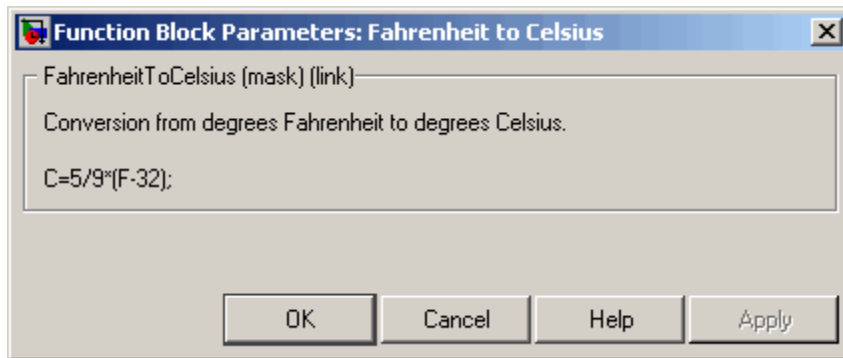 Function Block Parameters: Fahrenheit to Celsius
FahrenheitToCelsius (mask) (link)
Conversion from degrees Fahrenheit to degrees Celsius.
C=5/9*(F-32);
OK Cancel Help Apply